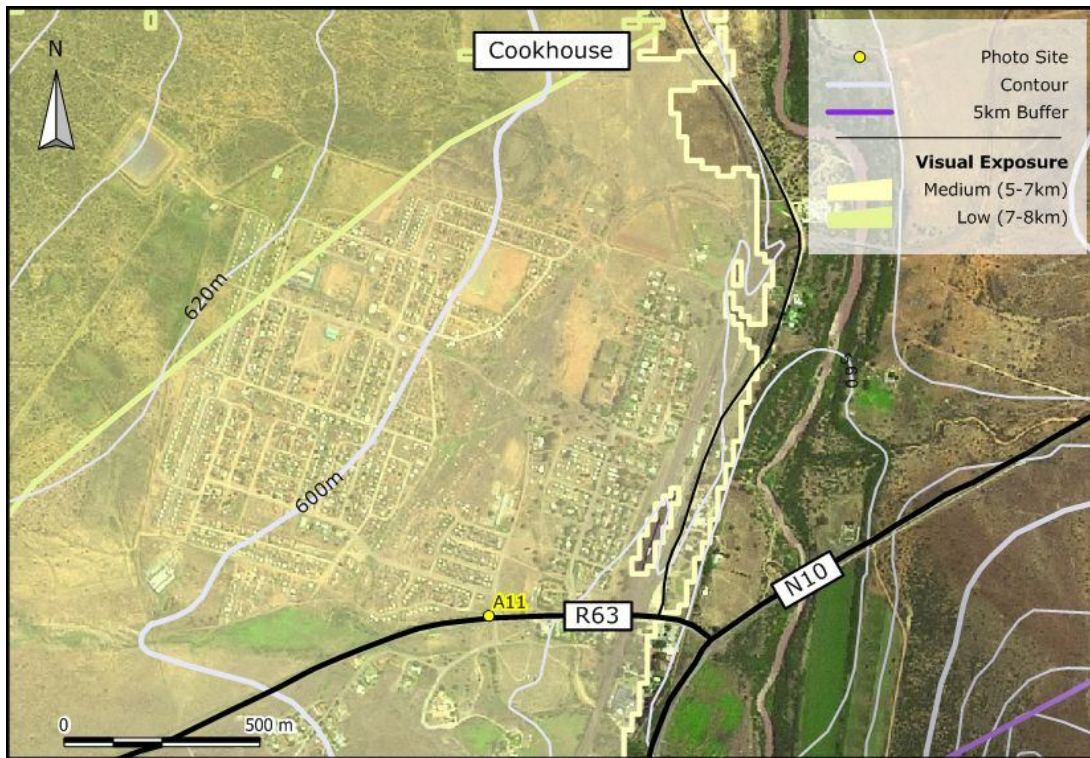 N
Cookhouse
Photo Site
Contour
5km Buffer
Visual Exposure
Medium (5-7km)
Low (7-8km)
620m
600m
A11
R63
N10
0
500 m